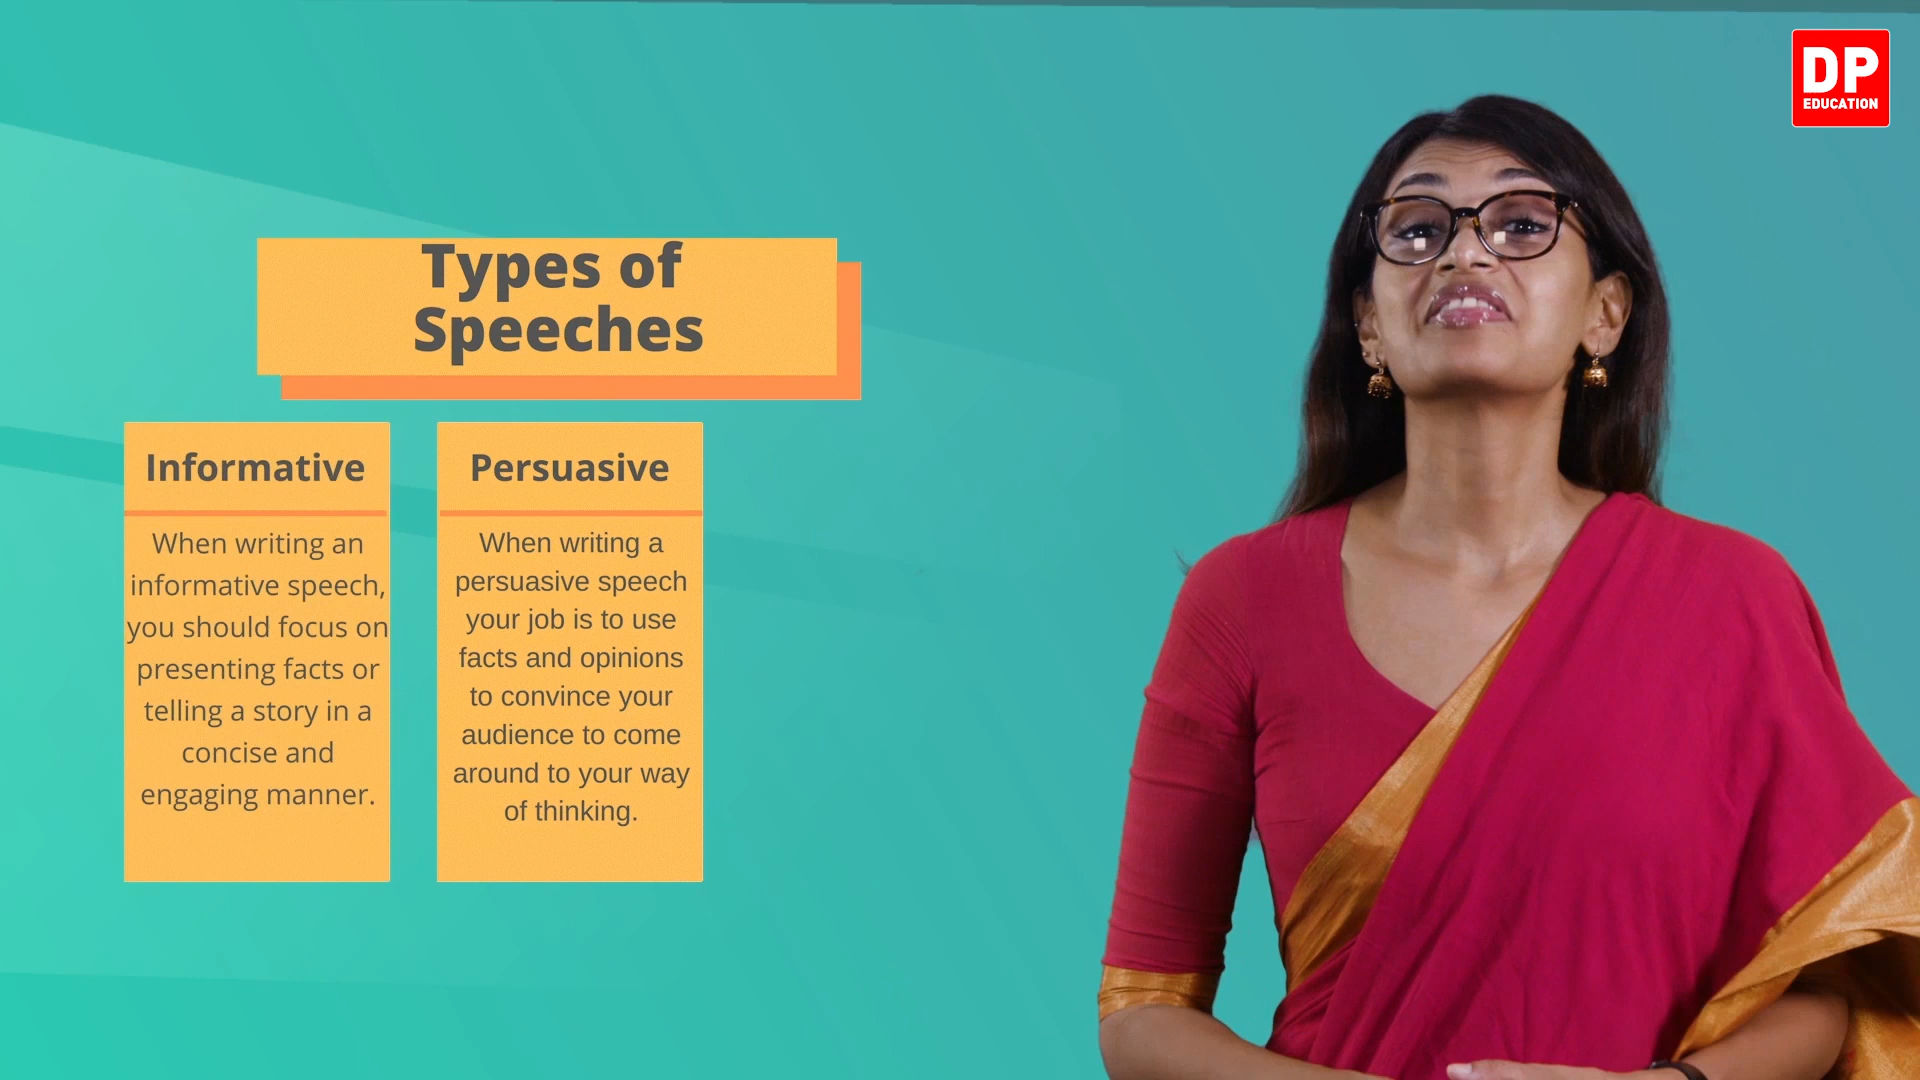 DP
EDUCATION
Types of
Speeches
Informative
When writing an
informative speech,
you should focus on
presenting facts or
telling a story in a
concise and
engaging manner.
Persuasive
When writing a
persuasive speech
your job is to use
facts and opinions
to convince your
audience to come
around to your way
of thinking.